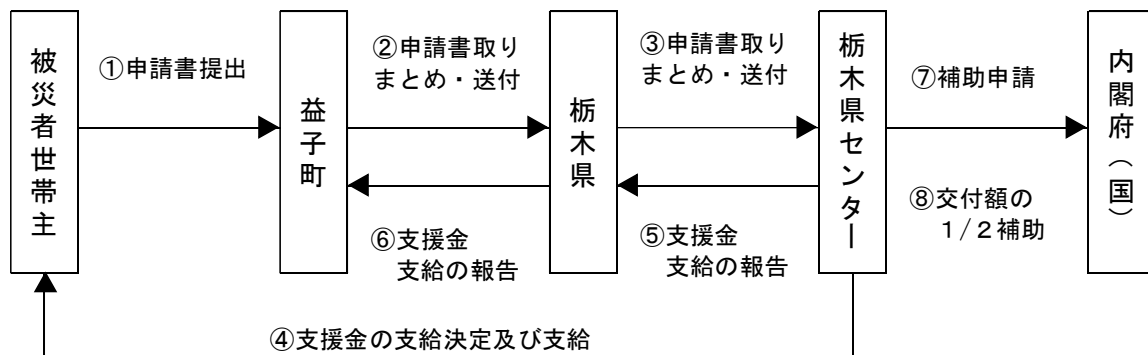 被災者世帯主
①申請書提出
益子町
②申請書取り
まとめ・送付
栃木県
③申請書取り
まとめ・送付
栃木県センター
⑦補助申請
内閣府(国)
⑥支援金
支給の報告
⑤支援金
支給の報告
⑧交付額の
1/2補助
④支援金の支給決定及び支給